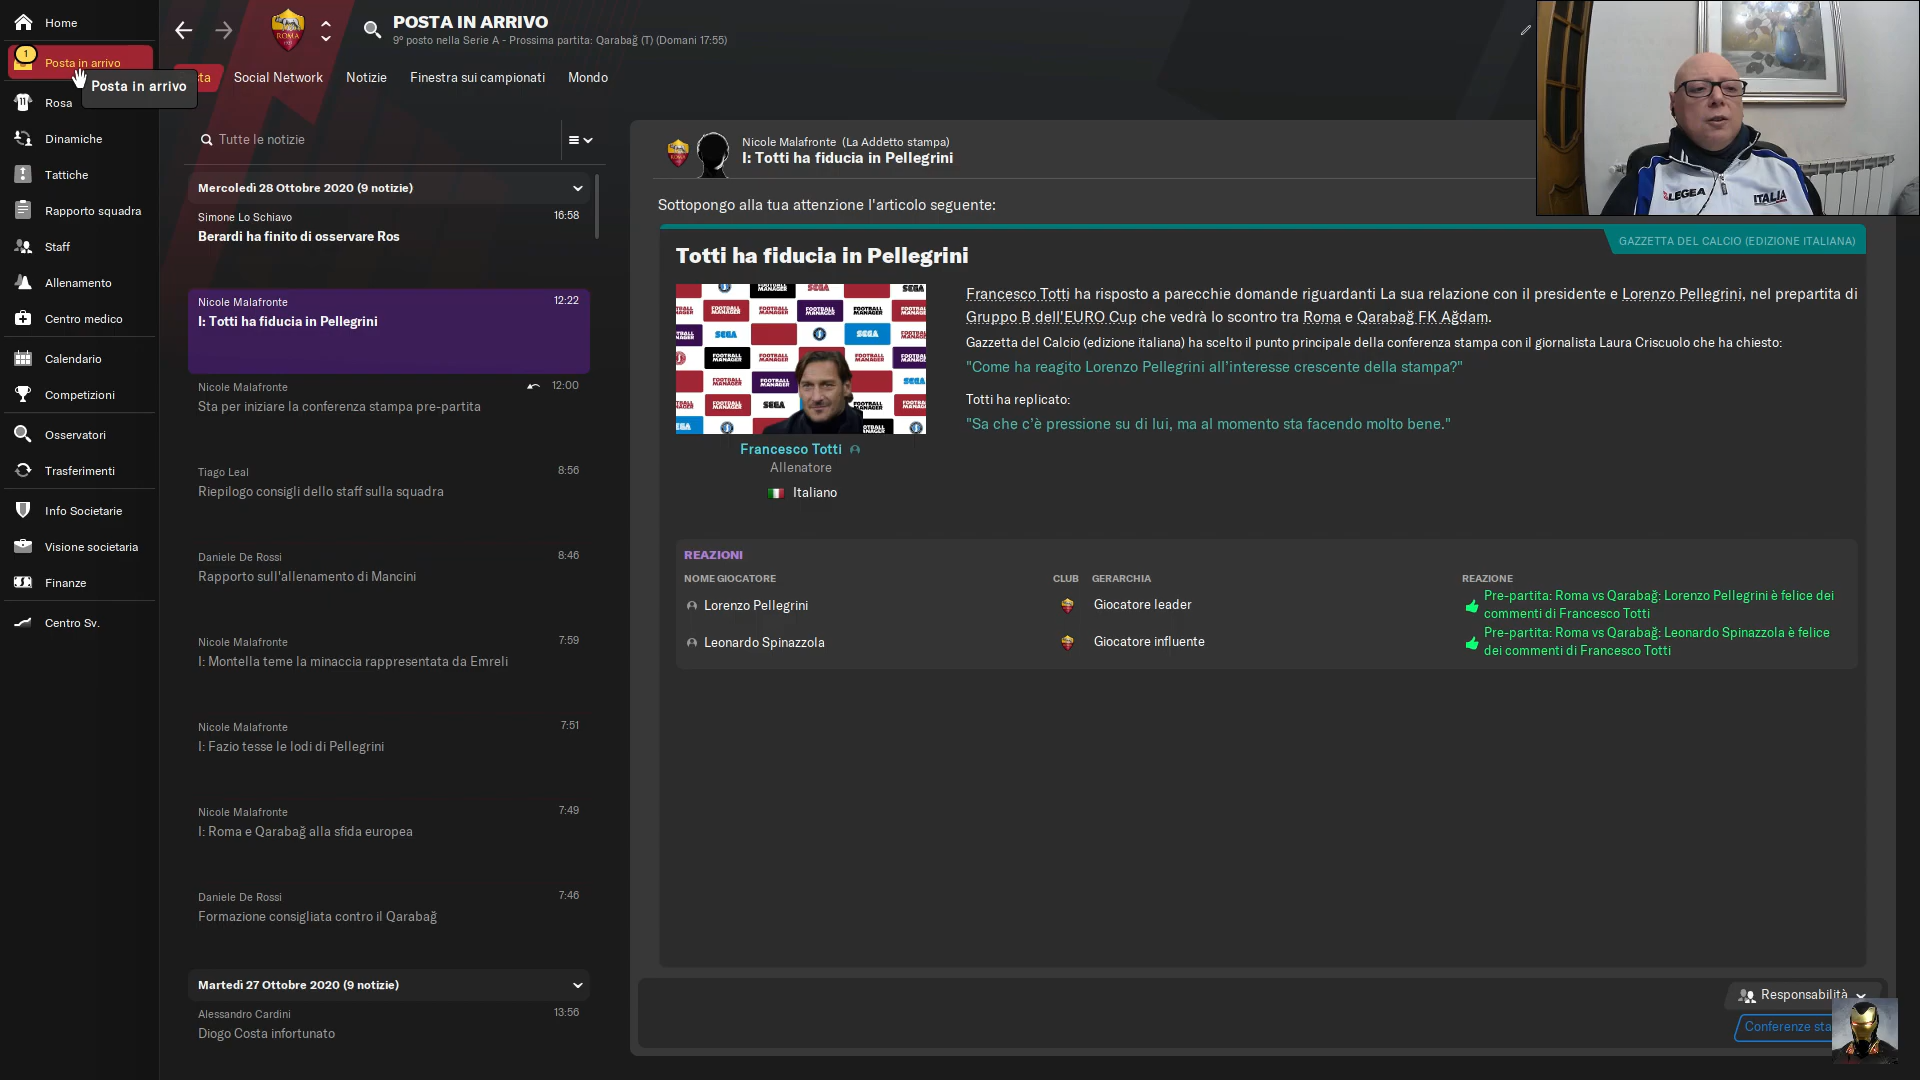 Home
1
Posta in arrivo
Posta in arrivo
Rosa
Dinamiche
Tattiche
Rapporto squadra
Staff
Allenamento
Centro medico
Calendario
Competizioni
Osservatori
Trasferimenti
Info Societarie
Visione societaria
Finanze
Centro Sv.
ROMA
POSTA IN ARRIVO
9° posto nella Serie A - Prossima partita: Qarabağ (T) (Domani 17:55)
Social Network
Notizie
Finestra sui campionati
Mondo
Tutte le notizie
Mercoledì 28 Ottobre 2020 (9 notizie)
Simone Lo Schiavo 16:58
Berardi ha finito di osservare Ros
Nicole Malafronte 12:22
I: Totti ha fiducia in Pellegrini
Nicole Malafronte 12:00
Sta per iniziare la conferenza stampa pre-partita
Tiago Leal 8:56
Riepilogo consigli dello staff sulla squadra
Daniele De Rossi 8:46
Rapporto sull'allenamento di Mancini
Nicole Malafronte 7:59
I: Montella teme la minaccia rappresentata da Emreli
Nicole Malafronte 7:51
I: Fazio tesse le lodi di Pellegrini
Nicole Malafronte 7:49
I: Roma e Qarabağ alla sfida europea
Daniele De Rossi 7:46
Formazione consigliata contro il Qarabağ
Martedì 27 Ottobre 2020 (9 notizie)
Alessandro Cardini 13:56
Diogo Costa infortunato
Nicole Malafronte (La Addetto stampa)
I: Totti ha fiducia in Pellegrini
Sottopongo alla tua attenzione l'articolo seguente:
GAZZETTA DEL CALCIO (EDIZIONE ITALIANA)
Totti ha fiducia in Pellegrini
Francesco Totti ha risposto a parecchie domande riguardanti La sua relazione con il presidente e Lorenzo Pellegrini, nel prepartita di
Gruppo B dell'EURO Cup che vedrà lo scontro tra Roma e Qarabağ FK Ağdam.
Gazzetta del Calcio (edizione italiana) ha scelto il punto principale della conferenza stampa con il giornalista Laura Criscuolo che ha chiesto:
"Come ha reagito Lorenzo Pellegrini all'interesse crescente della stampa?"
Totti ha replicato:
"Sa che c'è pressione su di lui, ma al momento sta facendo molto bene."
FOOTBALL MANAGER
SEGA
Francesco Totti
Allenatore
Italiano
REAZIONI
NOME GIOCATORE CLUB GERARCHIA REAZIONE
Lorenzo Pellegrini Giocatore leader Pre-partita: Roma vs Qarabağ: Lorenzo Pellegrini è felice dei
commenti di Francesco Totti
Leonardo Spinazzola Giocatore influente Pre-partita: Roma vs Qarabağ: Leonardo Spinazzola è felice
dei commenti di Francesco Totti
Responsabilità
Conferenze sta
LEGEA
ITALIA